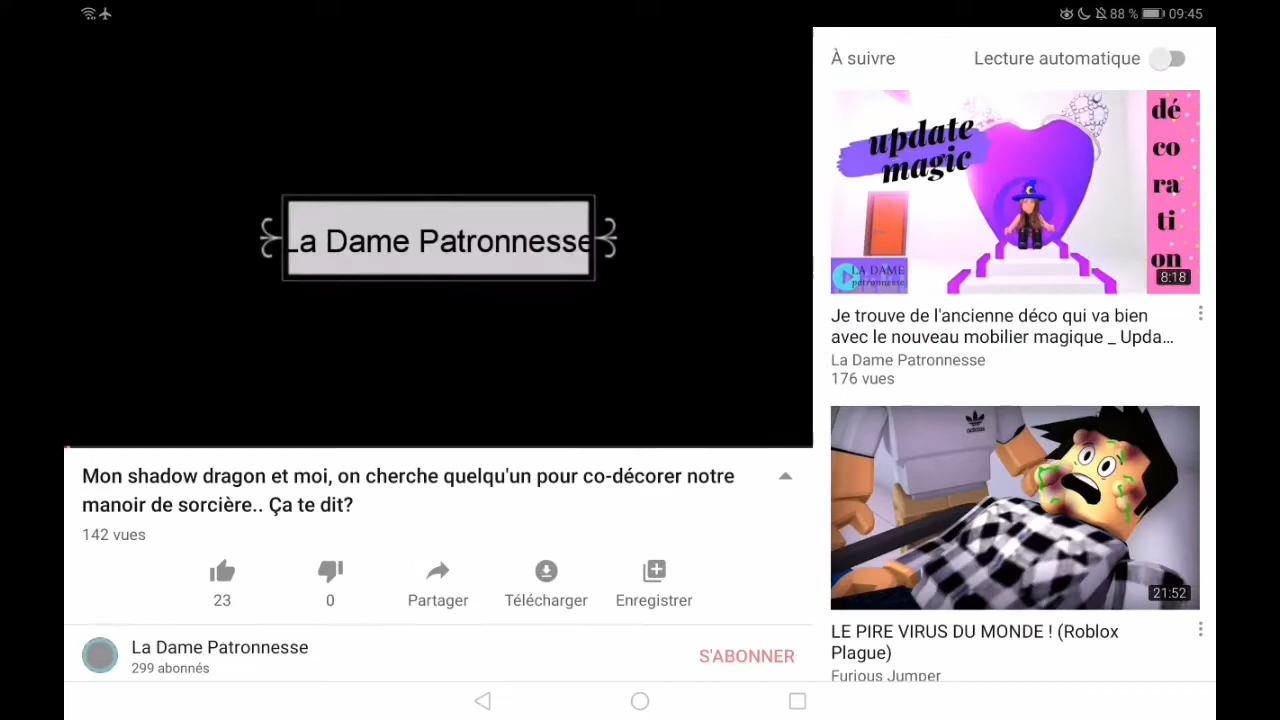 88 % 09:45
La Dame Patronnesse
Mon shadow dragon et moi, on cherche quelqu'un pour co-décorer notre
manoir de sorcière.. Ça te dit?
142 vues
23
0
Partager
Télécharger
Enregistrer
La Dame Patronnesse
299 abonnés
S'ABONNER
À suivre
Lecture automatique
update
magic
dé
co
ra
ti
on
LA DAME
patronnesse
8:18
Je trouve de l'ancienne déco qui va bien
avec le nouveau mobilier magique _ Upda...
La Dame Patronnesse
176 vues
adidas
21:52
LE PIRE VIRUS DU MONDE ! (Roblox
Plague)
Furious Jumper